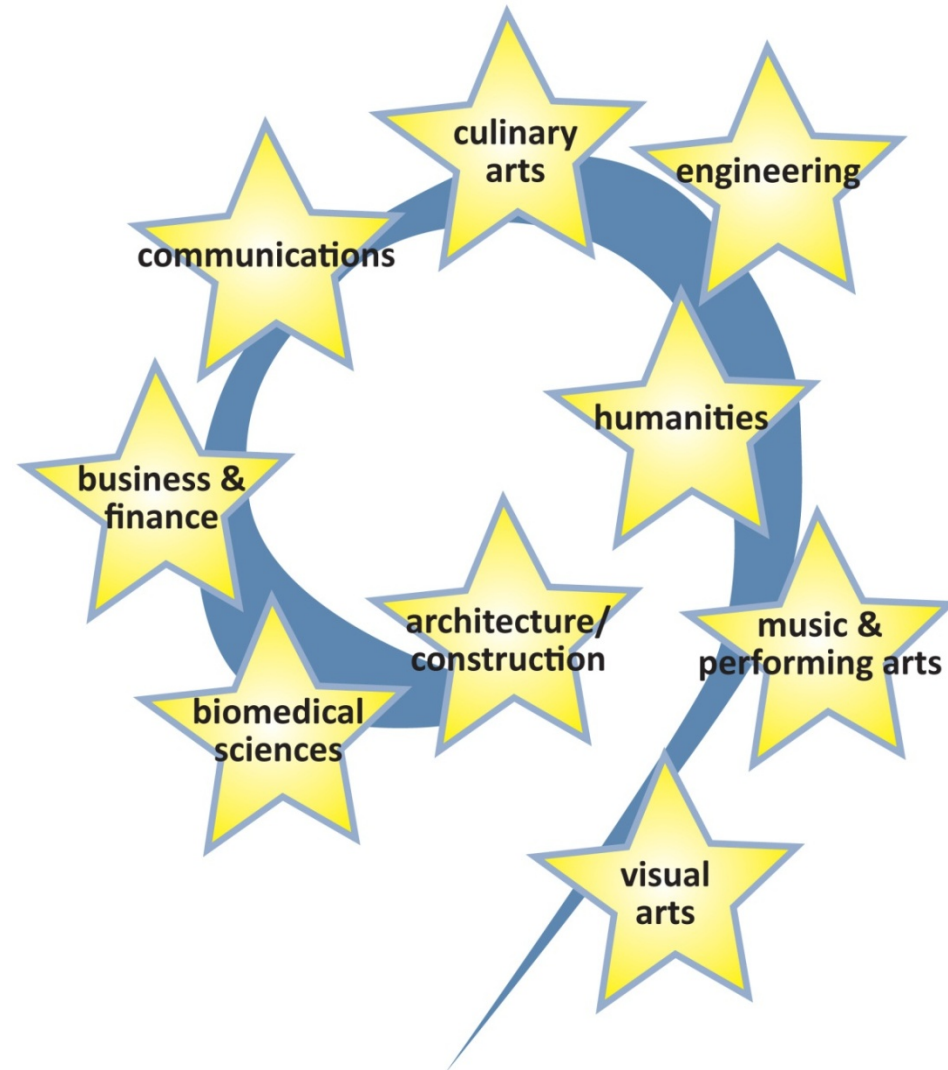 culinary
arts
engineering
communications
humanities
business &
finance
architecture/
construction
music &
performing arts
biomedical
sciences
visual
arts